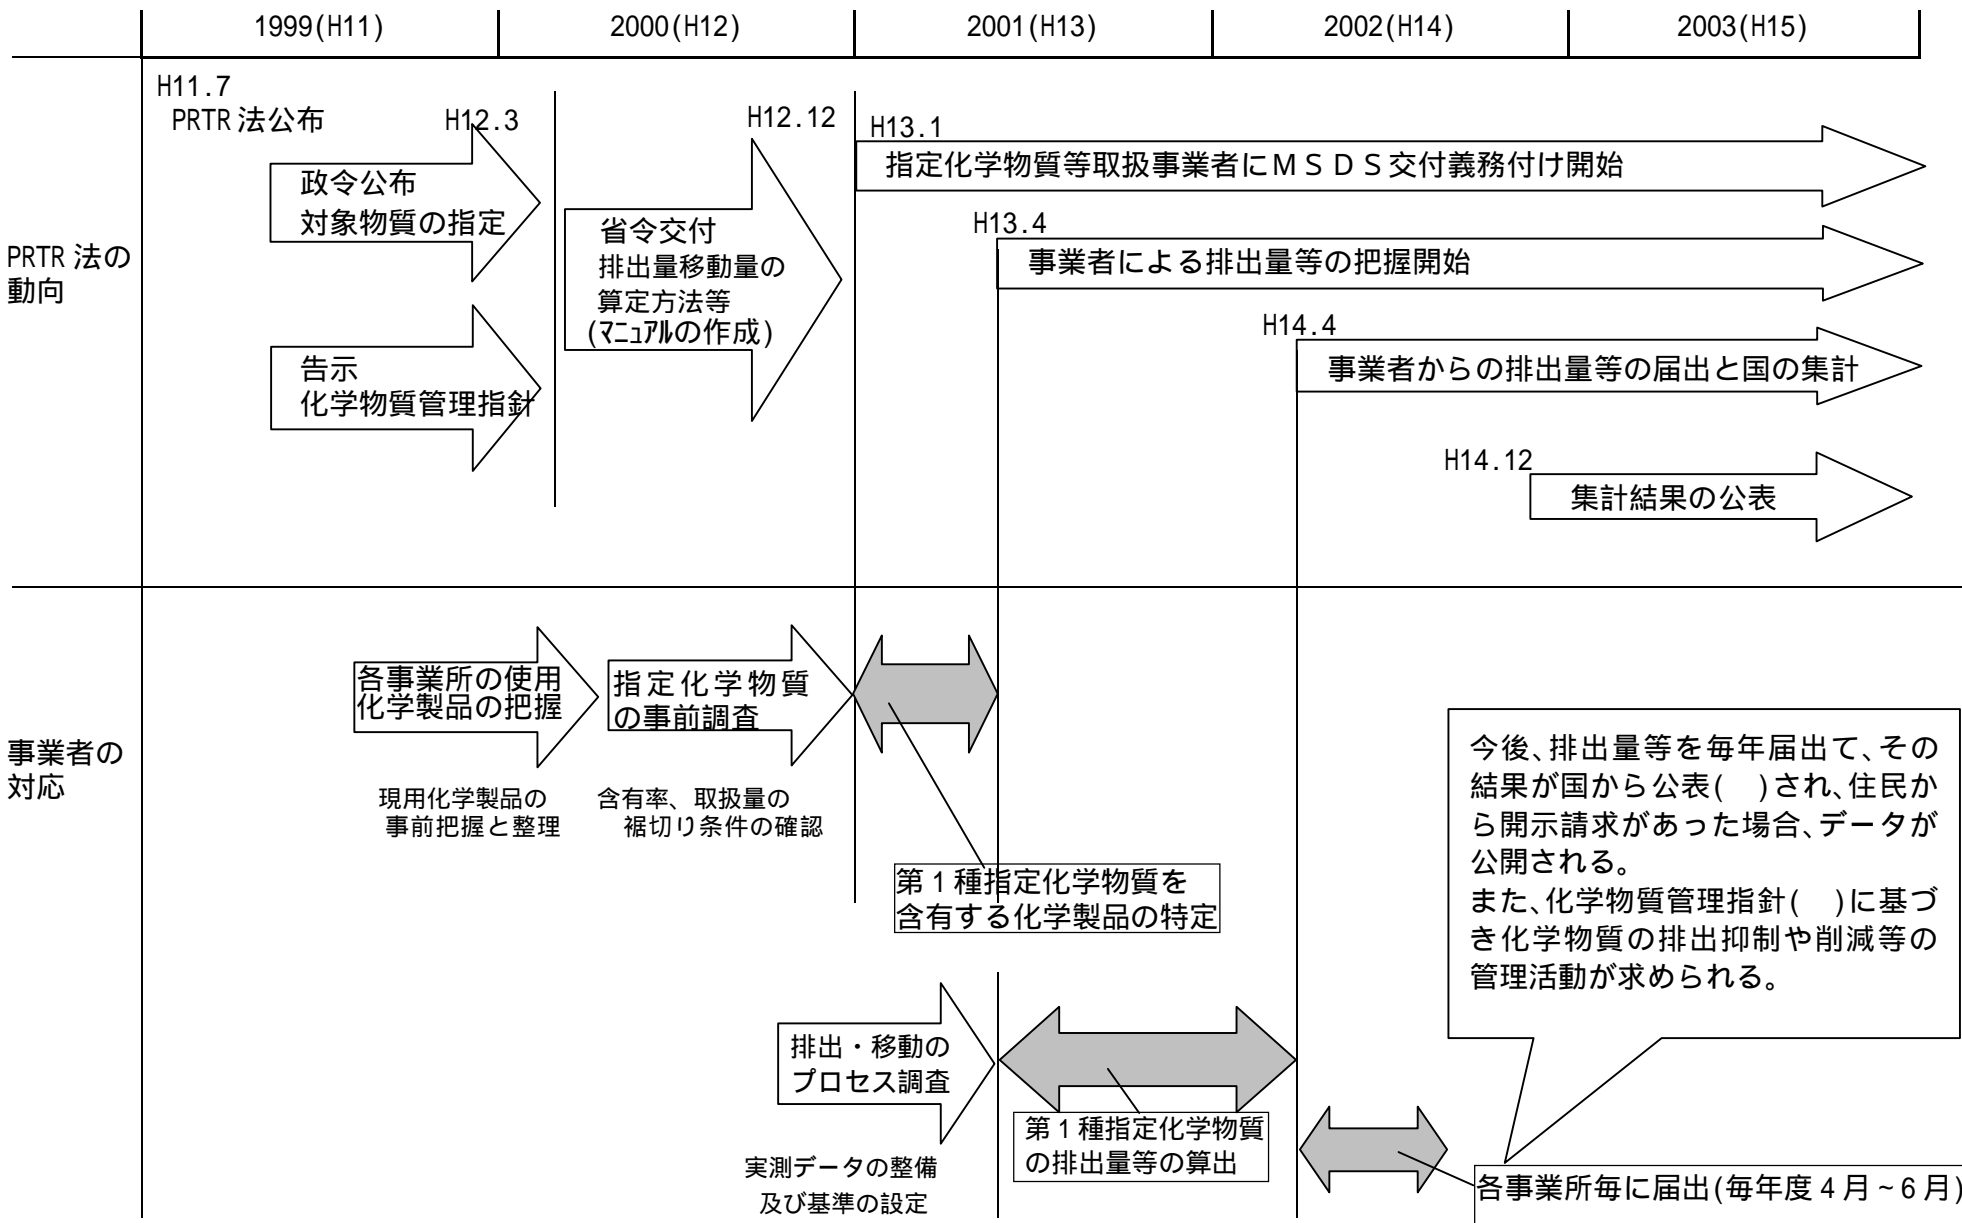 1999(H11)
2000(H12)
2001(H13)
2002(H14)
2003(H15)
PRTR 法の
動向
H11.7
PRTR 法公布
H12.3
政令公布
対象物質の指定
告示
化学物質管理指針
H12.12
省令交付
排出量移動量の
算定方法等
(ﾏﾆｭｱﾙの作成)
H13.1
指定化学物質等取扱事業者にＭＳＤＳ交付義務付け開始
H13.4
事業者による排出量等の把握開始
H14.4
事業者からの排出量等の届出と国の集計
H14.12
集計結果の公表
事業者の
対応
各事業所の使用
化学製品の把握
現用化学製品の
事前把握と整理
指定化学物質
の事前調査
含有率、取扱量の
裾切り条件の確認
第１種指定化学物質を
含有する化学製品の特定
排出・移動の
プロセス調査
実測データの整備
及び基準の設定
第１種指定化学物質
の排出量等の算出
今後、排出量等を毎年届出て、その
結果が国から公表(　)され、住民か
ら開示請求があった場合、データが
公開される。
また、化学物質管理指針(　)に基づ
き化学物質の排出抑制や削減等の
管理活動が求められる。
各事業所毎に届出(毎年度４月~６月)